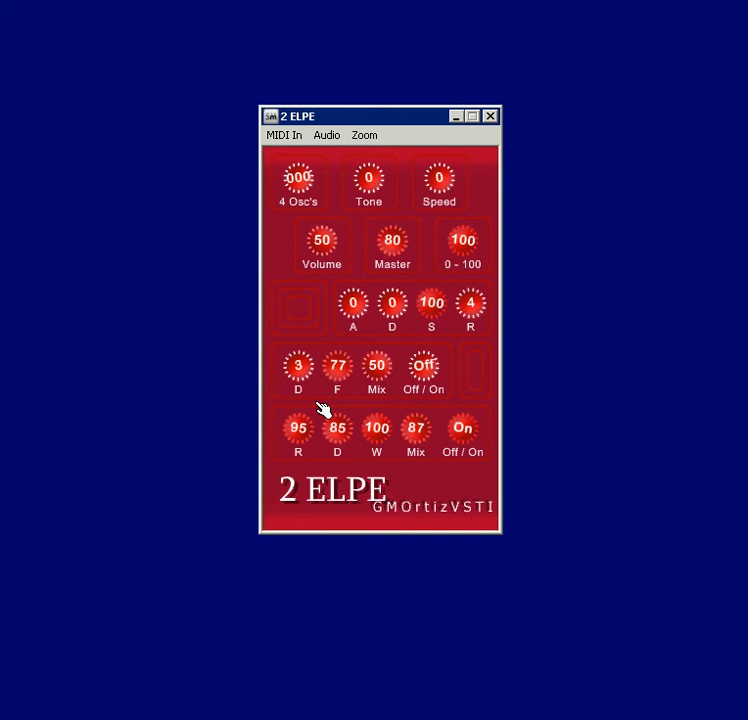 SM 2 ELPE
MIDI In Audio Zoom
000 0 0
4 Osc's Tone Speed
50 80 100
Volume Master 0 - 100
0 0 100 4
A D S R
3 77 50 Off
D F Mix Off / On
95 85 100 87 On
R D W Mix Off / On
2 ELPE
GMOrtizVSTI